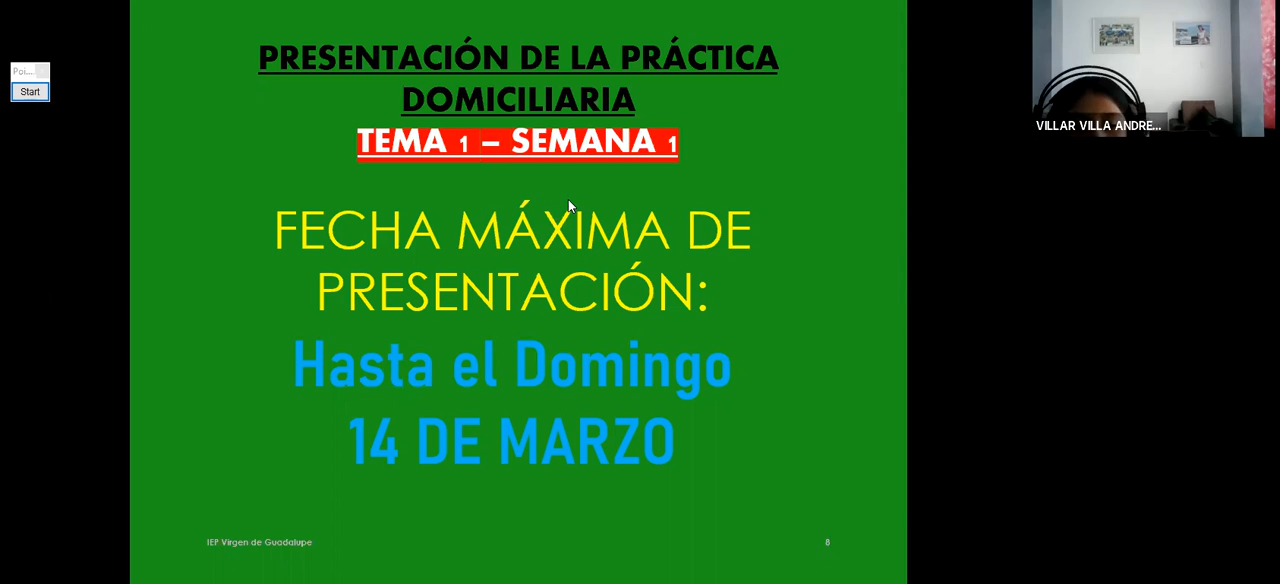 PRESENTACIÓN DE LA PRÁCTICA
DOMICILIARIA
TEMA 1 – SEMANA 1
FECHA MÁXIMA DE
PRESENTACIÓN:
Hasta el Domingo
14 DE MARZO
IEP Virgen de Guadalupe
8
Poi...
Start
VILLAR VILLA ANDRE...